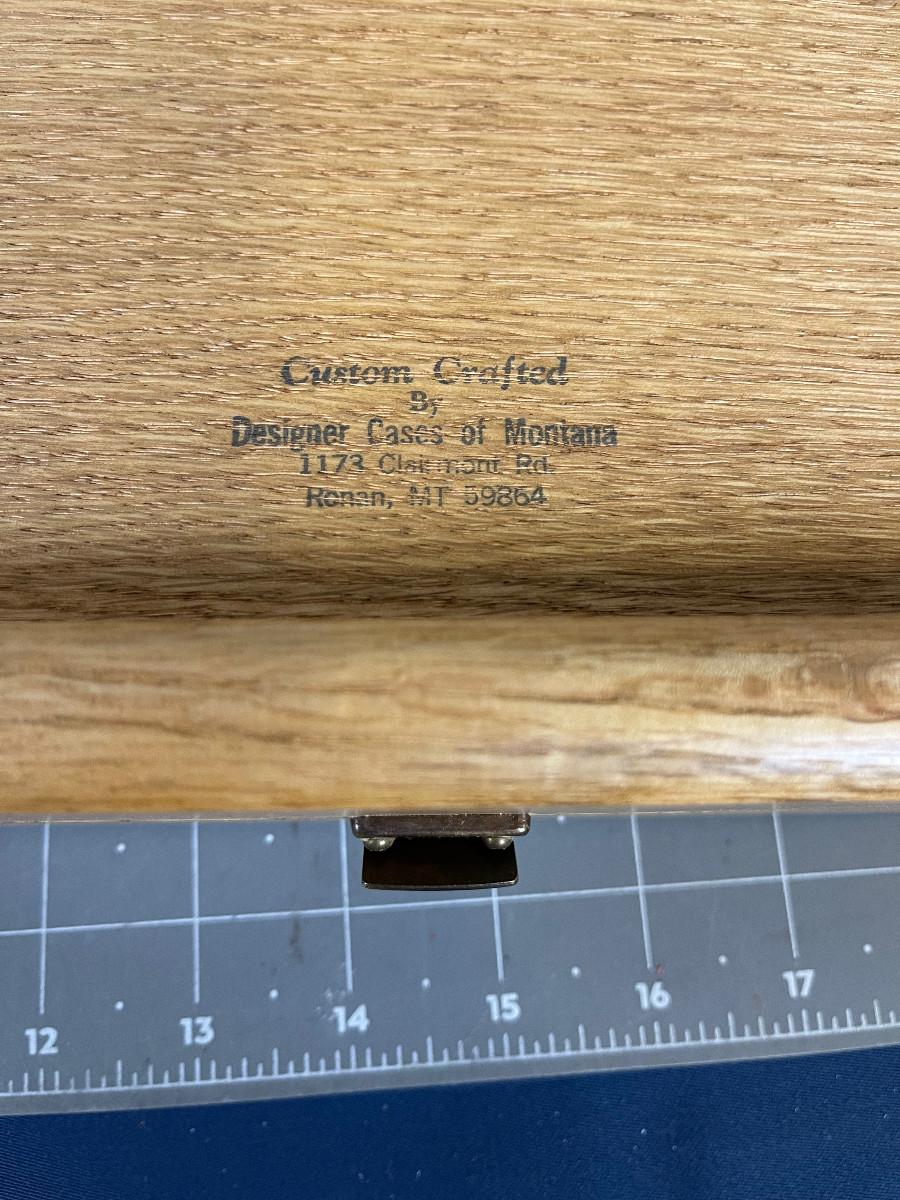 Custom Crafted
By
Designer Cases of Montana
1173 Clairmont Rd.
Ronan, MT 59864
12 13 14 15 16 17